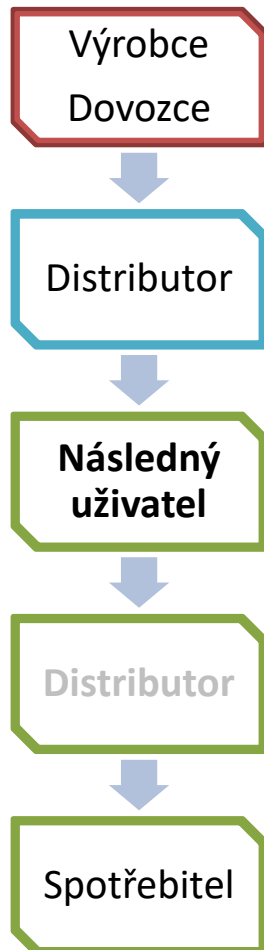 Výrobce
Dovozce
Distributor
Následný
uživatel
Distributor
Spotřebitel